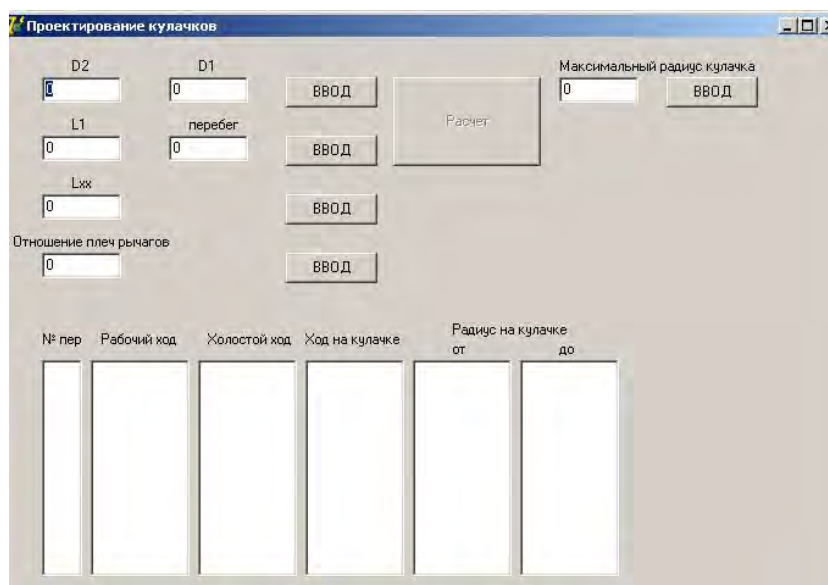 Проектирование кулачков
D2 D1 Максимальный радиус кулачка
0 0 ВВОД 0 ВВОД
Расчет
L1 перебег
0 0 ВВОД
Lхх
0 ВВОД
Отношение плеч рычагов
0 ВВОД
№ пер Рабочий ход Холостой ход Ход на кулачке Радиус на кулачке
от до